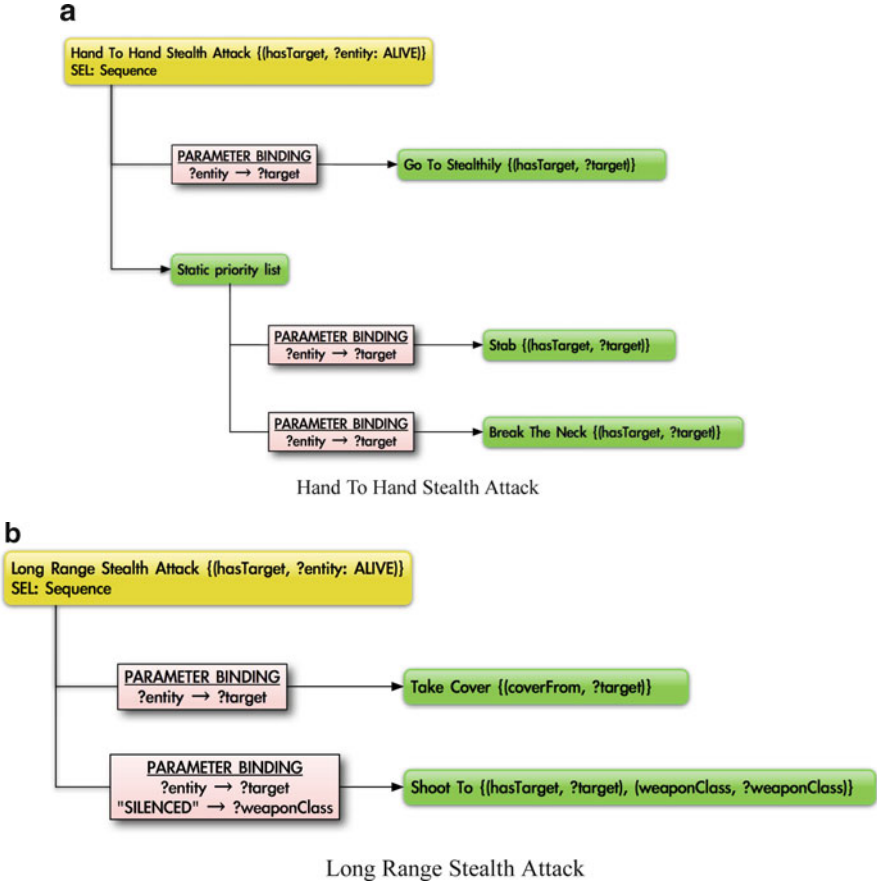 a
Hand To Hand Stealth Attack {(hasTarget, ?entity: ALIVE)}
SEL: Sequence
PARAMETER BINDING
?entity → ?target
Go To Stealthily {(hasTarget, ?target)}
Static priority list
PARAMETER BINDING
?entity → ?target
Stab {(hasTarget, ?target)}
PARAMETER BINDING
?entity → ?target
Break The Neck {(hasTarget, ?target)}
Hand To Hand Stealth Attack
b
Long Range Stealth Attack {(hasTarget, ?entity: ALIVE)}
SEL: Sequence
PARAMETER BINDING
?entity → ?target
Take Cover {(coverFrom, ?target)}
PARAMETER BINDING
?entity → ?target
"SILENCED" → ?weaponClass
Shoot To {(hasTarget, ?target), (weaponClass, ?weaponClass)}
Long Range Stealth Attack